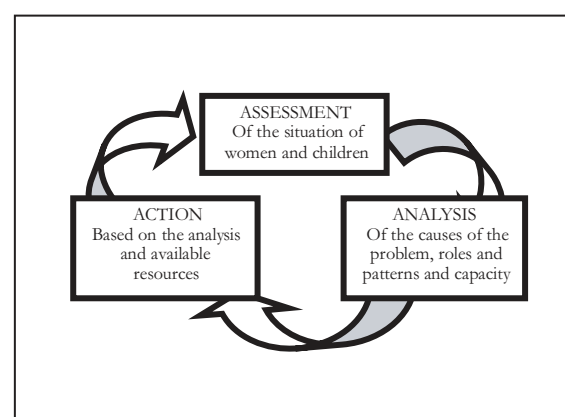 ASSESSMENT
Of the situation of
women and children
ACTION
Based on the analysis
and available
resources
ANALYSIS
Of the causes of the
problem, roles and
patterns and capacity